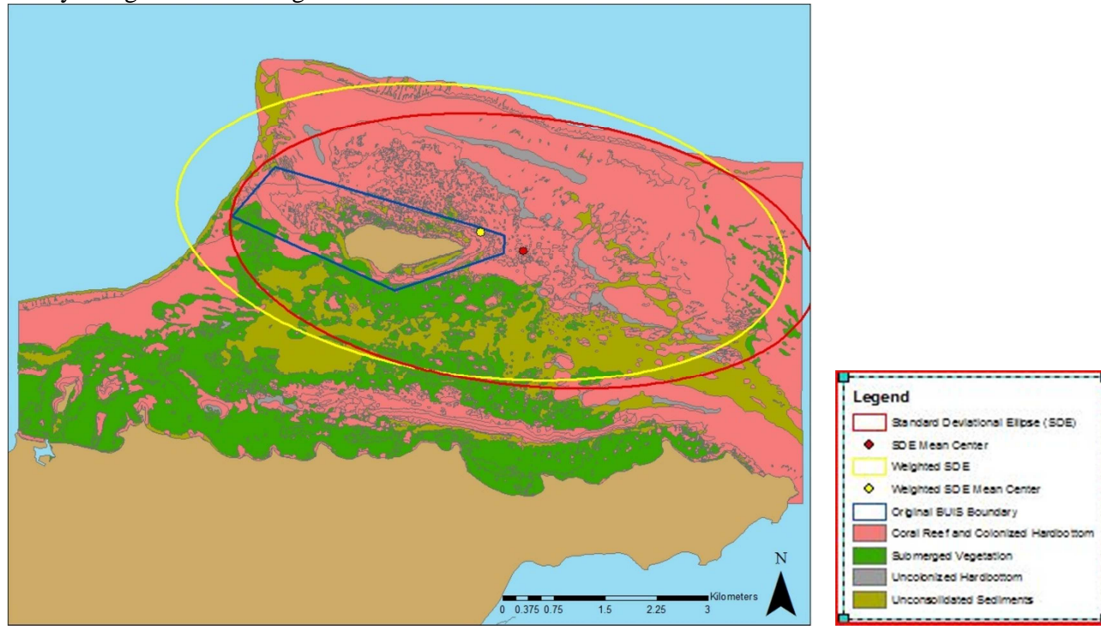 N
Kilometers
0 0.375 0.75 1.5 2.25 3
Legend
Standard Deviational Ellipse (SDE)
SDE Mean Center
Weighted SDE
Weighted SDE Mean Center
Original BUIS Boundary
Coral Reef and Colonized Hardbottom
Submerged Vegetation
Uncolonized Hardbottom
Unconsolidated Sediments